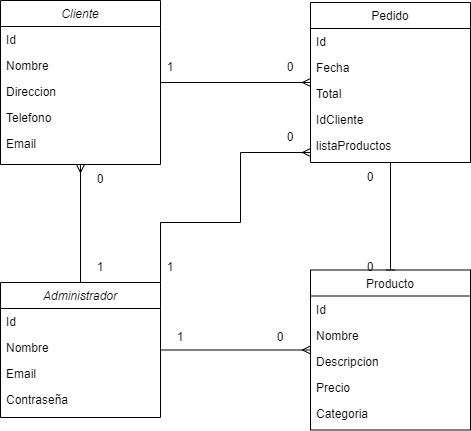 Cliente
Id
Nombre
Direccion
Telefono
Email
Pedido
Id
Fecha
Total
IdCliente
listaProductos
1
0
0
0
0
1
1
0
1
0
Administrador
Id
Nombre
Email
Contraseña
Producto
Id
Nombre
Descripcion
Precio
Categoria